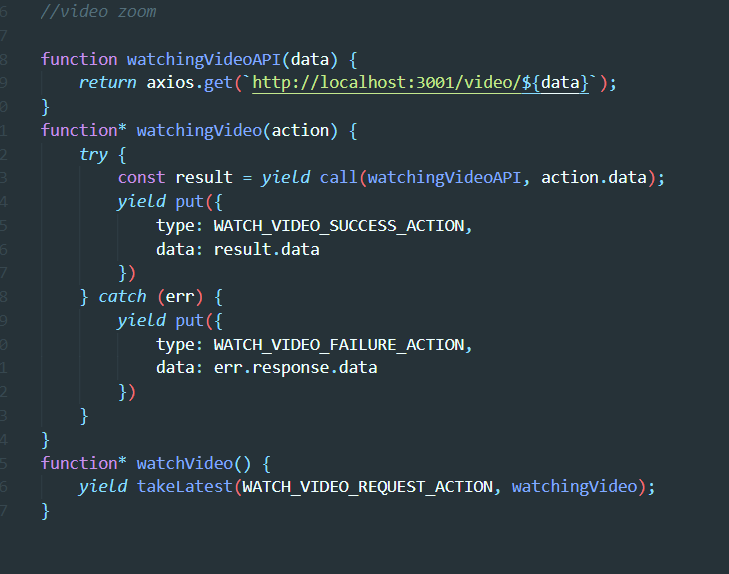 6 //video zoom
7
8 function watchingVideoAPI(data) {
9     return axios.get(`http://localhost:3001/video/${data}`);
0 }
1 function* watchingVideo(action) {
2     try {
3         const result = yield call(watchingVideoAPI, action.data);
4         yield put({
5             type: WATCH_VIDEO_SUCCESS_ACTION,
6             data: result.data
7         })
8     } catch (err) {
9         yield put({
0             type: WATCH_VIDEO_FAILURE_ACTION,
1             data: err.response.data
2         })
3     }
4 }
5 function* watchVideo() {
6     yield takeLatest(WATCH_VIDEO_REQUEST_ACTION, watchingVideo);
7 }